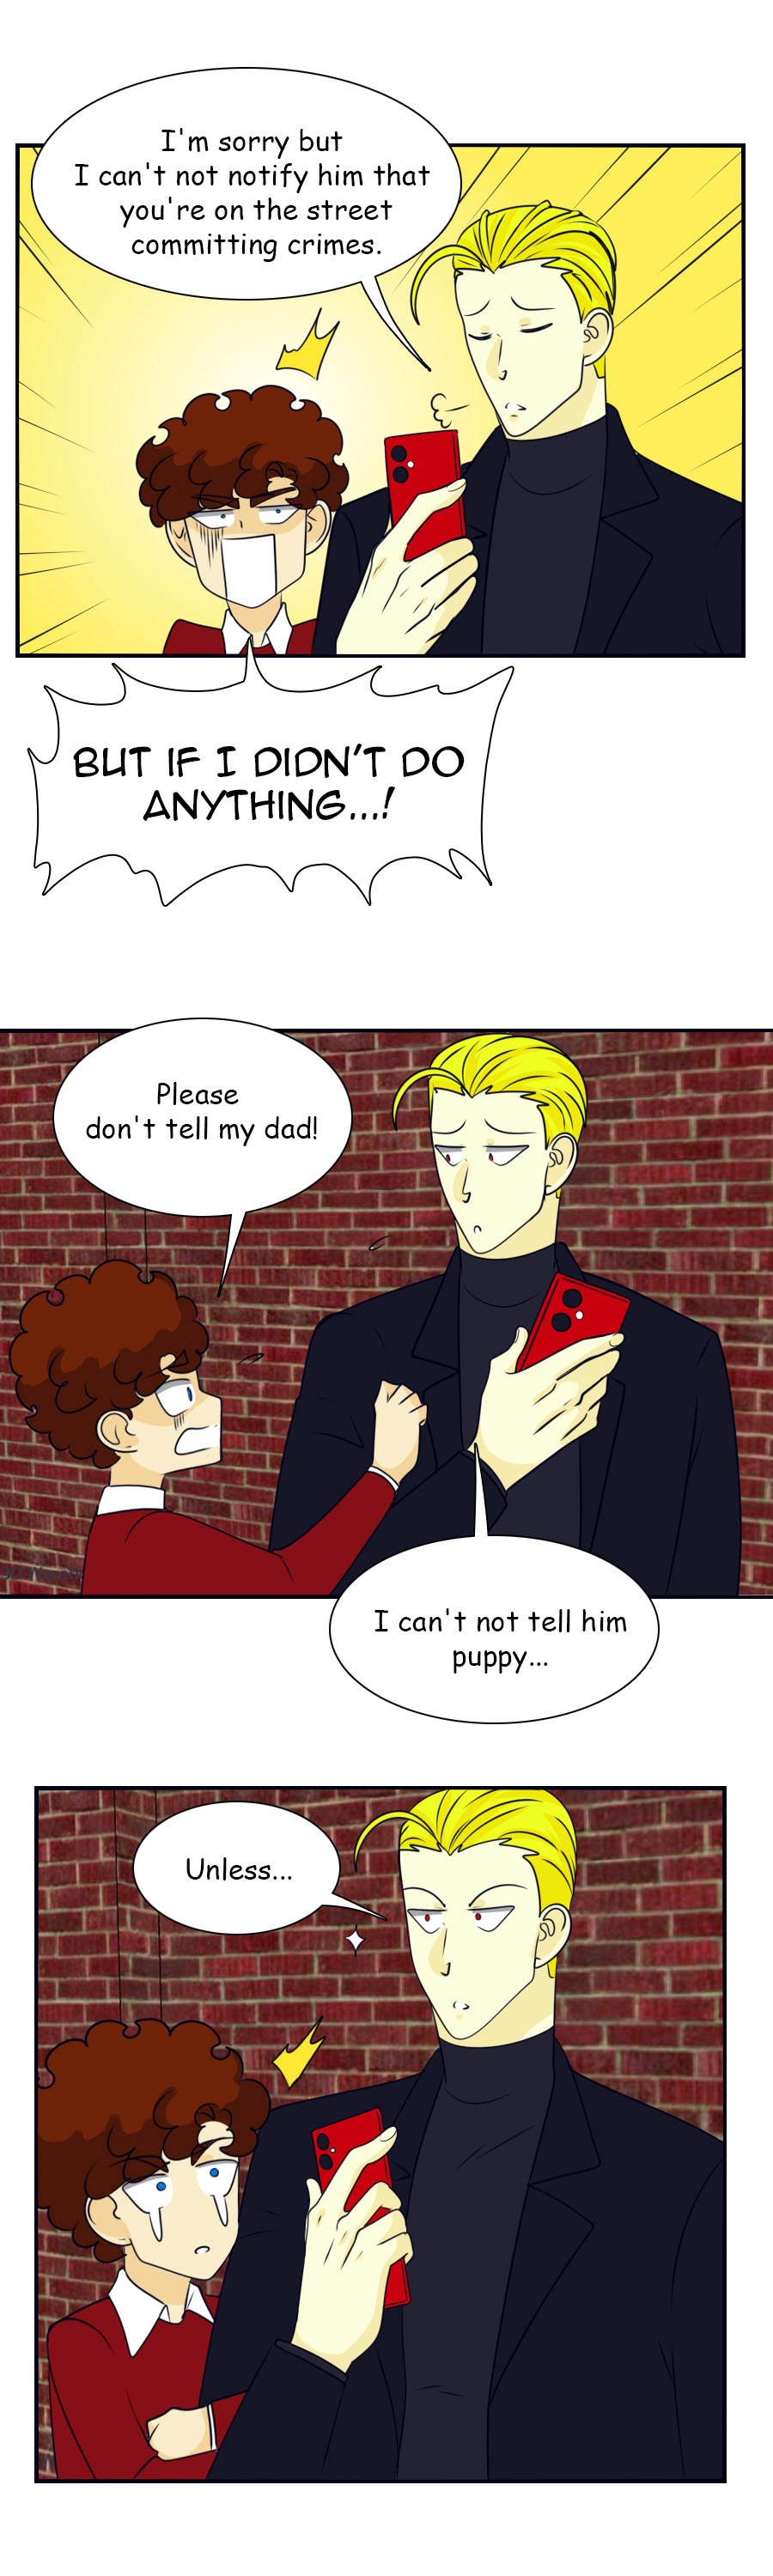 I'm sorry but
I can't not notify him that
you're on the street
committing crimes.
BUT IF I DIDN'T DO
ANYTHING...!
Please
don't tell my dad!
I can't not tell him
puppy...
Unless...